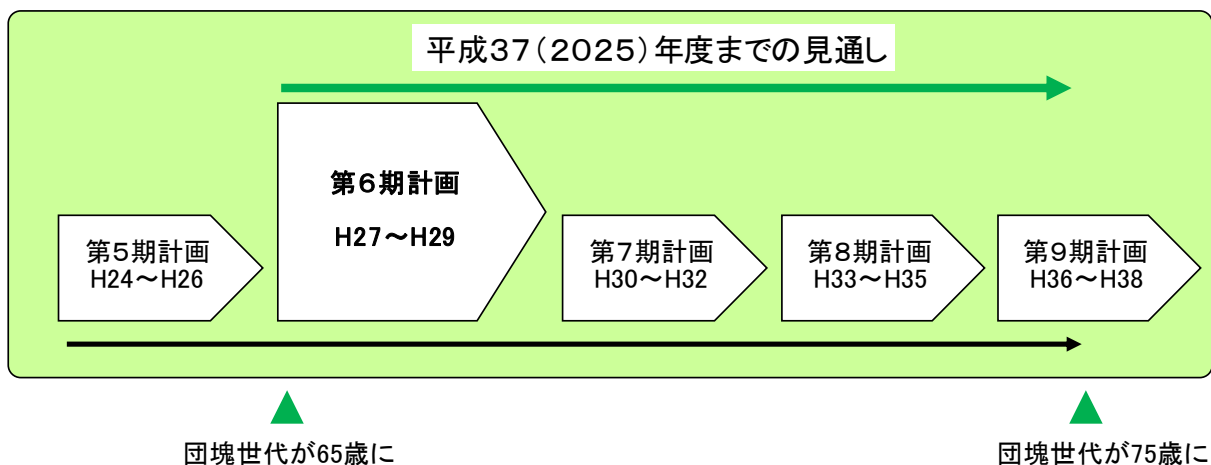 平成37(2025)年度までの見通し
第6期計画
H27～H29
第5期計画
H24～H26
第7期計画
H30～H32
第8期計画
H33～H35
第9期計画
H36～H38
団塊世代が65歳に
団塊世代が75歳に